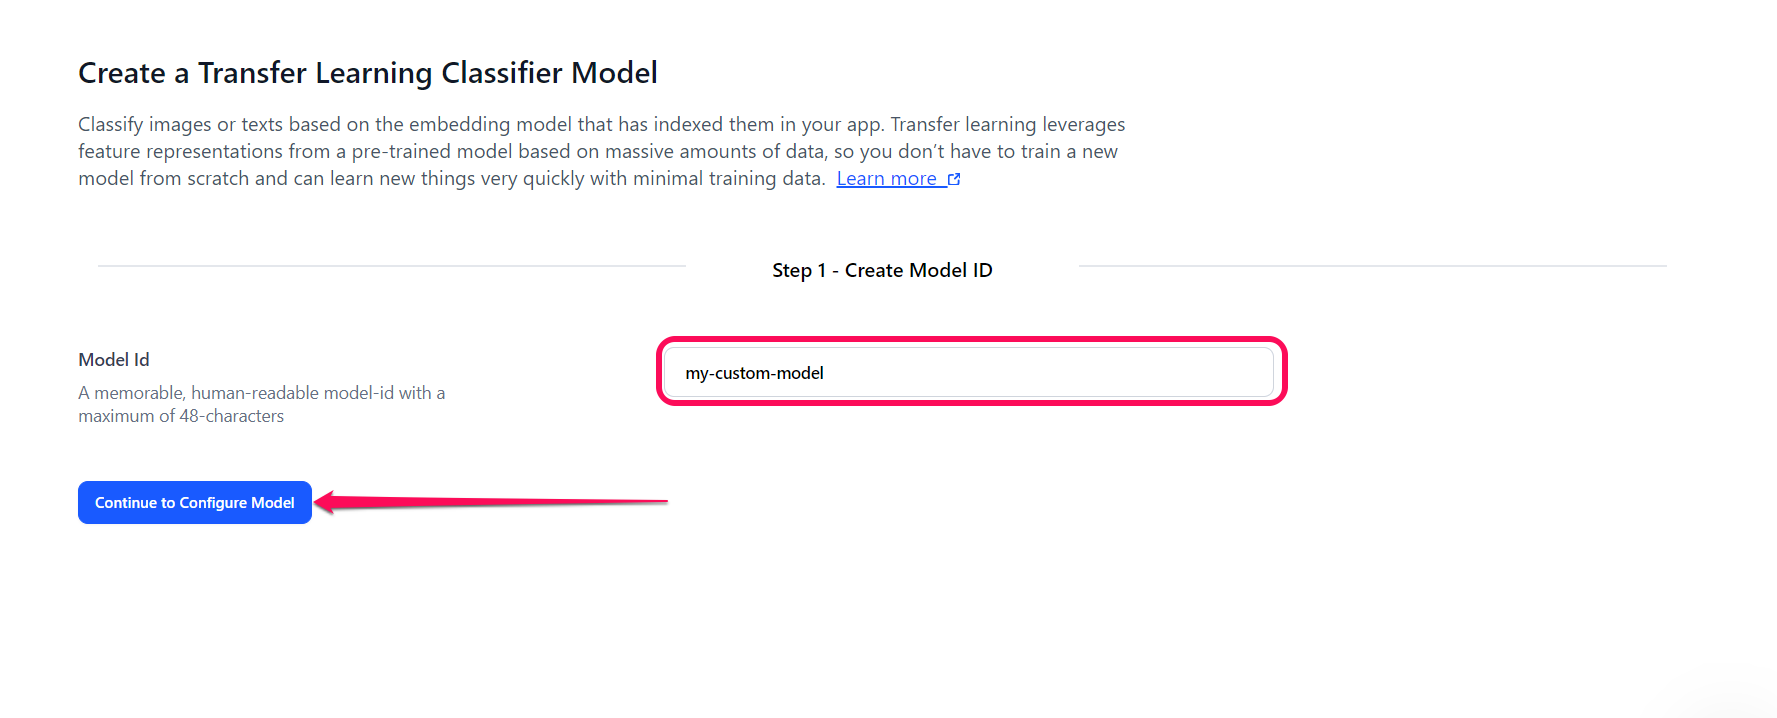 Create a Transfer Learning Classifier Model
Classify images or texts based on the embedding model that has indexed them in your app. Transfer learning leverages
feature representations from a pre-trained model based on massive amounts of data, so you don’t have to train a new
model from scratch and can learn new things very quickly with minimal training data. Learn more
Step 1 - Create Model ID
Model Id
A memorable, human-readable model-id with a
maximum of 48-characters
my-custom-model
Continue to Configure Model